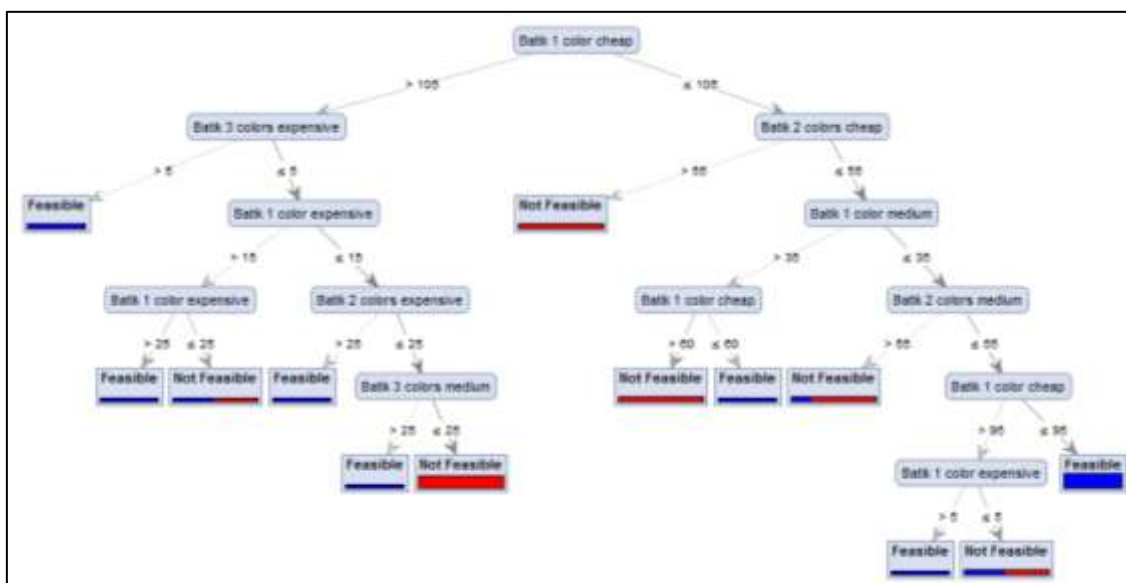 Batik 1 color cheap
> 105
≤ 105
Batik 3 colors expensive
Batik 2 colors cheap
> 5
≤ 5
> 55
≤ 55
Feasible
Batik 1 color expensive
Not Feasible
Batik 1 color medium
> 15
≤ 15
> 35
≤ 35
Batik 1 color expensive
Batik 2 colors expensive
Batik 1 color cheap
Batik 2 colors medium
> 25
≤ 25
> 25
≤ 25
> 60
≤ 60
> 55
≤ 55
Feasible
Not Feasible
Feasible
Batik 3 colors medium
Not Feasible
Feasible
Not Feasible
Batik 1 color cheap
> 25
≤ 25
> 95
≤ 95
Feasible
Not Feasible
Batik 1 color expensive
Feasible
> 5
≤ 5
Feasible
Not Feasible